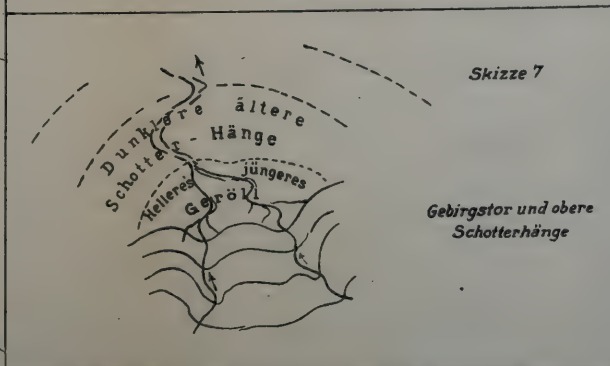 Skizze 7
Dunklere ältere
Schotter - Hänge
Helleres jüngeres
Geröll
Gebirgstor und obere
Schotterhänge